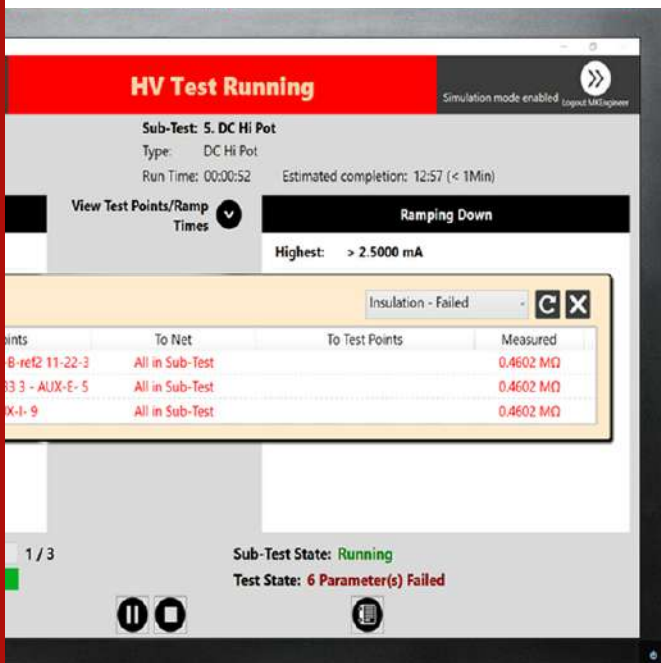 HV Test Running
Simulation mode enabled
Logout MKEngineer
Sub-Test: 5. DC Hi Pot
Type: DC Hi Pot
Run Time: 00:00:52 Estimated completion: 12:57 (< 1Min)
View Test Points/Ramp
Times
Ramping Down
Highest: > 2.5000 mA
Insulation - Failed
oints To Net To Test Points Measured
-B-ref2 11-22-3 All in Sub-Test 0.4602 MΩ
33 3 - AUX-E- 5 All in Sub-Test 0.4602 MΩ
X-I- 9 All in Sub-Test 0.4602 MΩ
1 / 3
Sub-Test State: Running
Test State: 6 Parameter(s) Failed